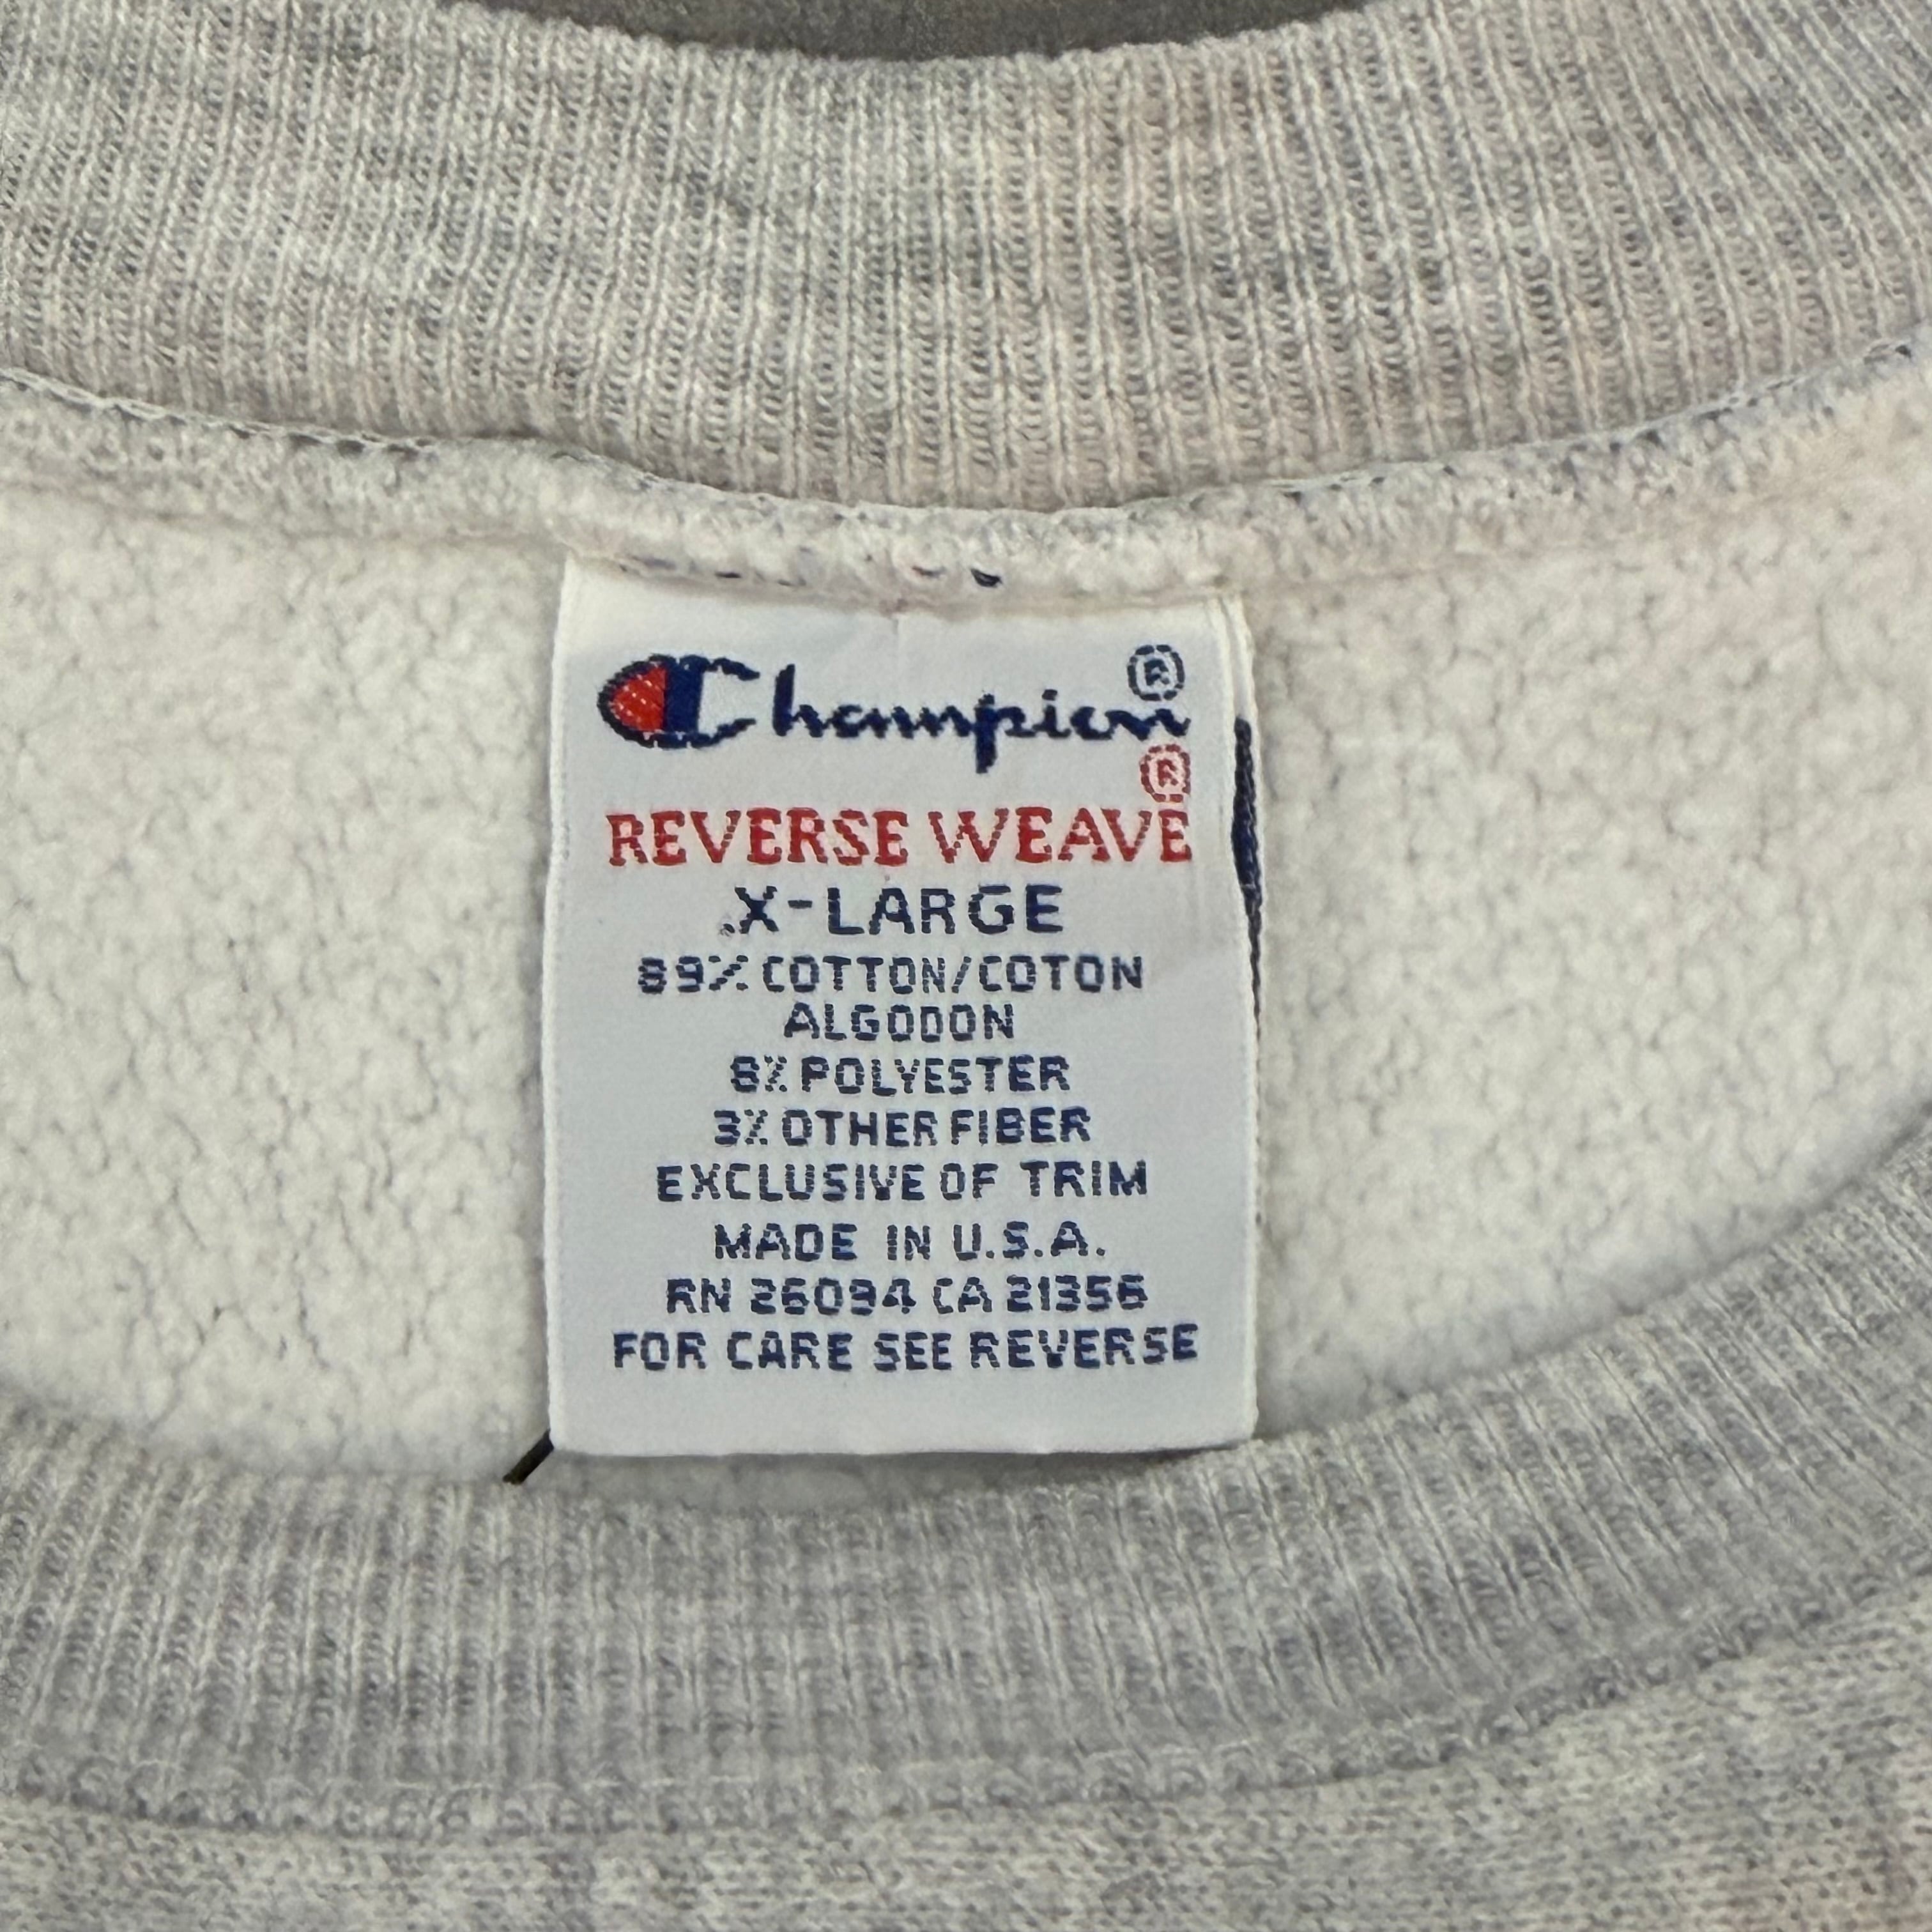 Champion®
REVERSE WEAVE®
X-LARGE
89% COTTON/COTON
ALGODON
8% POLYESTER
3% OTHER FIBER
EXCLUSIVE OF TRIM
MADE IN U.S.A.
RN 26094 CA 21356
FOR CARE SEE REVERSE